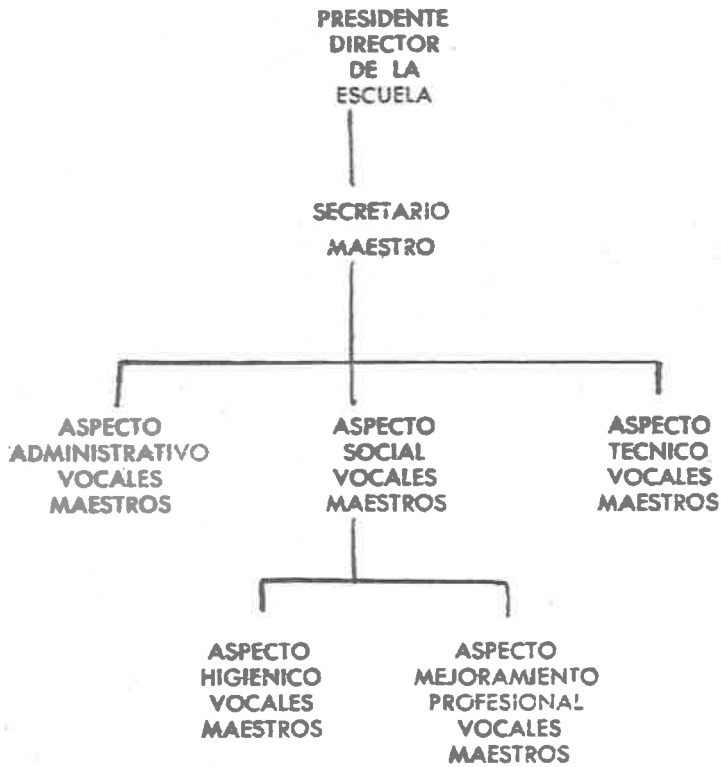 PRESIDENTE
DIRECTOR
DE LA
ESCUELA
SECRETARIO
MAESTRO
ASPECTO
ADMINISTRATIVO
VOCALES
MAESTROS
ASPECTO
SOCIAL
VOCALES
MAESTROS
ASPECTO
TECNICO
VOCALES
MAESTROS
ASPECTO
HIGIENICO
VOCALES
MAESTROS
ASPECTO
MEJORAMIENTO
PROFESIONAL
VOCALES
MAESTROS